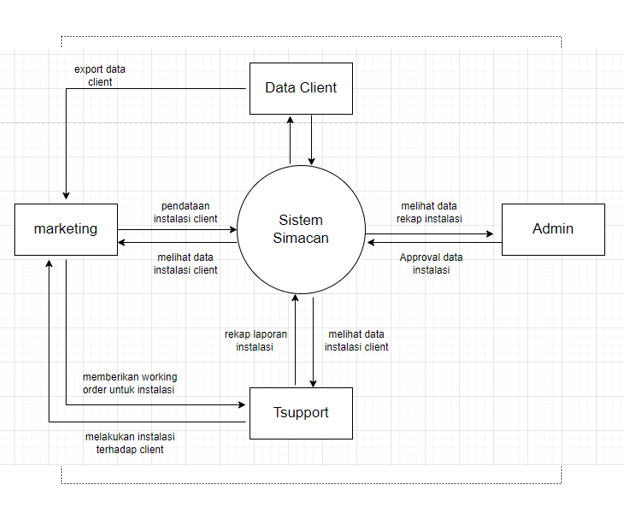 export data
client
Data Client
pendataan
instalasi client
melihat data
rekap instalasi
marketing
Sistem
Simacan
Admin
melihat data
instalasi client
Approval data
instalasi
rekap laporan
instalasi
melihat data
instalasi client
memberikan working
order untuk instalasi
Tsupport
melakukan instalasi
terhadap client